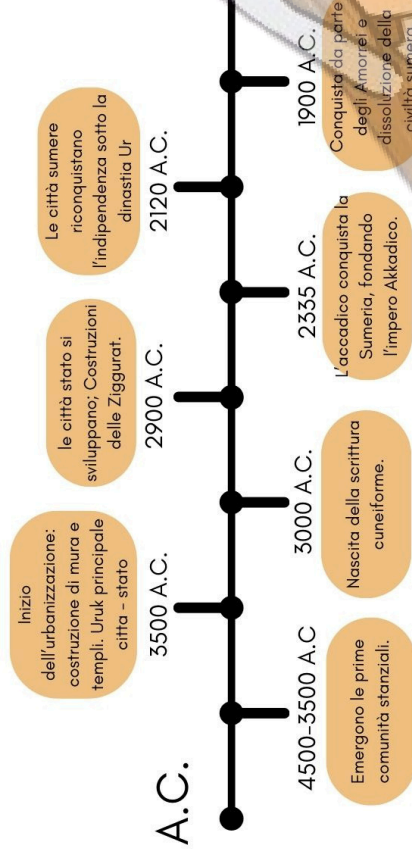 A.C.
4500-3500 A.C
Emergono le prime
comunità stanziali.
Inizio
dell'urbanizzazione:
costruzione di mura e
templi. Uruk principale
citta - stato
3500 A.C.
3000 A.C.
Nascita della scrittura
cuneiforme.
le città stato si
sviluppano; Costruzioni
delle Ziggurat.
2900 A.C.
2335 A.C.
L'accadico conquista la
Sumeria, fondando
l'impero Akkadico.
Le città sumere
riconquistano
l'indipendenza sotto la
dinastia Ur
2120 A.C.
1900 A.C.
Conquista da parte
degli Amorrei e
dissoluzione della
civiltà sumera